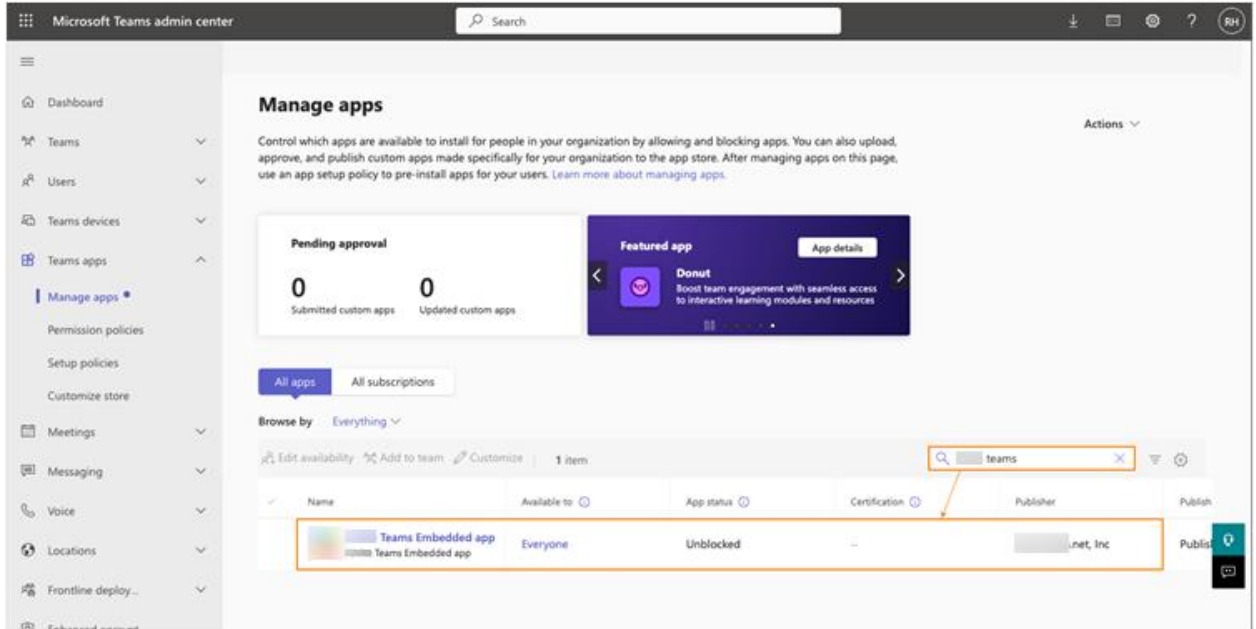 Microsoft Teams admin center
Search
?
RH
Dashboard
Teams
Users
Teams devices
Teams apps
Manage apps
Permission policies
Setup policies
Customize store
Meetings
Messaging
Voice
Locations
Frontline deploy...
Manage apps
Actions
Control which apps are available to install for people in your organization by allowing and blocking apps. You can also upload,
approve, and publish custom apps made specifically for your organization to the app store. After managing apps on this page,
use an app setup policy to pre-install apps for your users. Learn more about managing apps.
Pending approval
0
Submitted custom apps
0
Updated custom apps
Featured app
App details
Donut
Boost team engagement with seamless access
to interactive learning modules and resources
All apps
All subscriptions
Browse by Everything
Edit availability Add to team Customize 1 item
teams
Name Available to App status Certification Publisher Publish
Teams Embedded app Everyone Unblocked -- .net, Inc Publis
Teams Embedded app